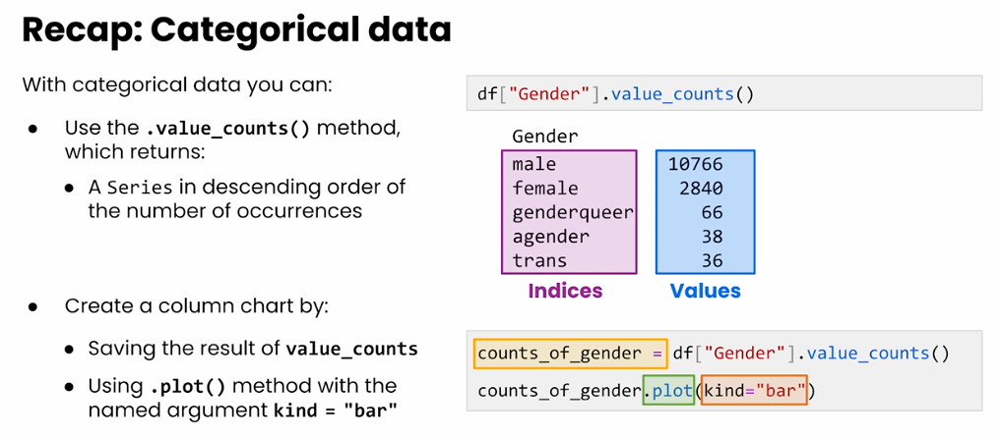 Recap: Categorical data
With categorical data you can:
● Use the .value_counts() method,
which returns:
● A Series in descending order of
the number of occurrences
● Create a column chart by:
● Saving the result of value_counts
● Using .plot() method with the
named argument kind = "bar"
df["Gender"].value_counts()
Gender
male 10766
female 2840
genderqueer 66
agender 38
trans 36
Indices Values
counts_of_gender = df["Gender"].value_counts()
counts_of_gender.plot(kind="bar")